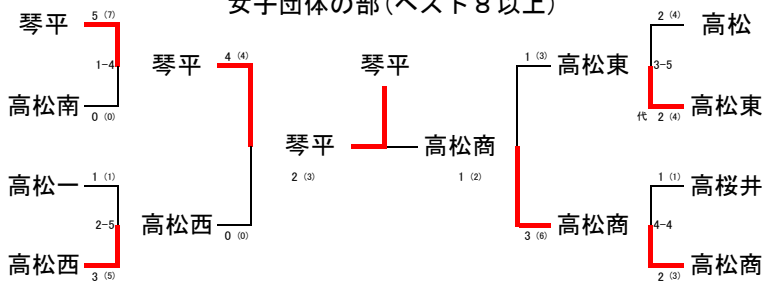 女子団体の部(ベスト8以上)
琴平 5 (7)
1-4
高松南 0 (0)
高松一 1 (1)
2-5
高松西 3 (5)
琴平 4 (4)
高松西 0 (0)
琴平
琴平 2 (3)
高松商 1 (2)
1 (3) 高松東
3 (6) 高松商
2 (4) 高松
3-5
代 2 (4) 高松東
1 (1) 高桜井
4-4
2 (3) 高松商